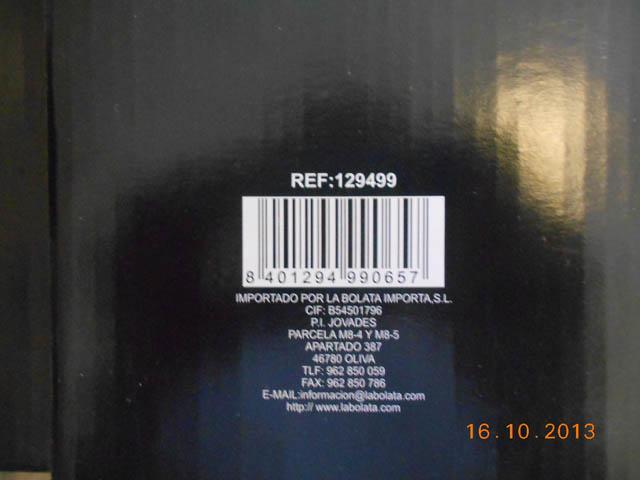 REF:129499
8 401294 990657
IMPORTADO POR LA BOLATA IMPORTA,S.L.
CIF: B54501796
P.I. JOVADES
PARCELA M8-4 Y M8-5
APARTADO 387
46780 OLIVA
TLF: 962 850 059
FAX: 962 850 786
E-MAIL:informacion@labolata.com
http:// www.labolata.com
16.10.2013